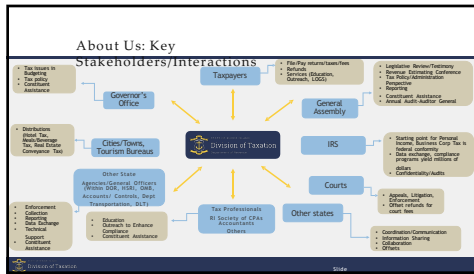 About Us: Key
Stakeholders/Interactions
• Tax issues in
Budgeting
• Tax policy
• Constituent
Assistance
Governor's
Office
Taxpayers
• File/Pay returns/taxes/fees
• Refunds
• Services (Education,
Outreach, LOGS)
General
Assembly
• Legislative Review/Testimony
• Revenue Estimating Conference
• Tax Policy/Administration
Perspective
• Reporting
• Constituent Assistance
• Annual Audit-Auditor General
• Distributions
(Hotel Tax,
Meals/Beverage
Tax, Real Estate
Conveyance Tax)
Cities/Towns,
Tourism Bureaus
Division of Taxation
IRS
• Starting point for Personal
Income, Business Corp Tax is
federal conformity
• Data exchange, compliance
programs yield millions of
dollars
• Confidentiality/Audits
Other State
Agencies/General Officers
(Within DOR, HSRI, OMB,
Accounts/ Controls, Dept
Transportation, DLT)
Courts
• Appeals, Litigation,
Enforcement
• Offset refunds for
court fees
• Enforcement
• Collection
• Reporting
• Data Exchange
• Technical
Support
• Constituent
Assistance
• Education
• Outreach to Enhance
Compliance
• Constituent Assistance
Tax Professionals
RI Society of CPAs
Accountants
Others
Other states
• Coordination/Communication
• Information Sharing
• Collaboration
• Offsets
Division of Taxation
Slide